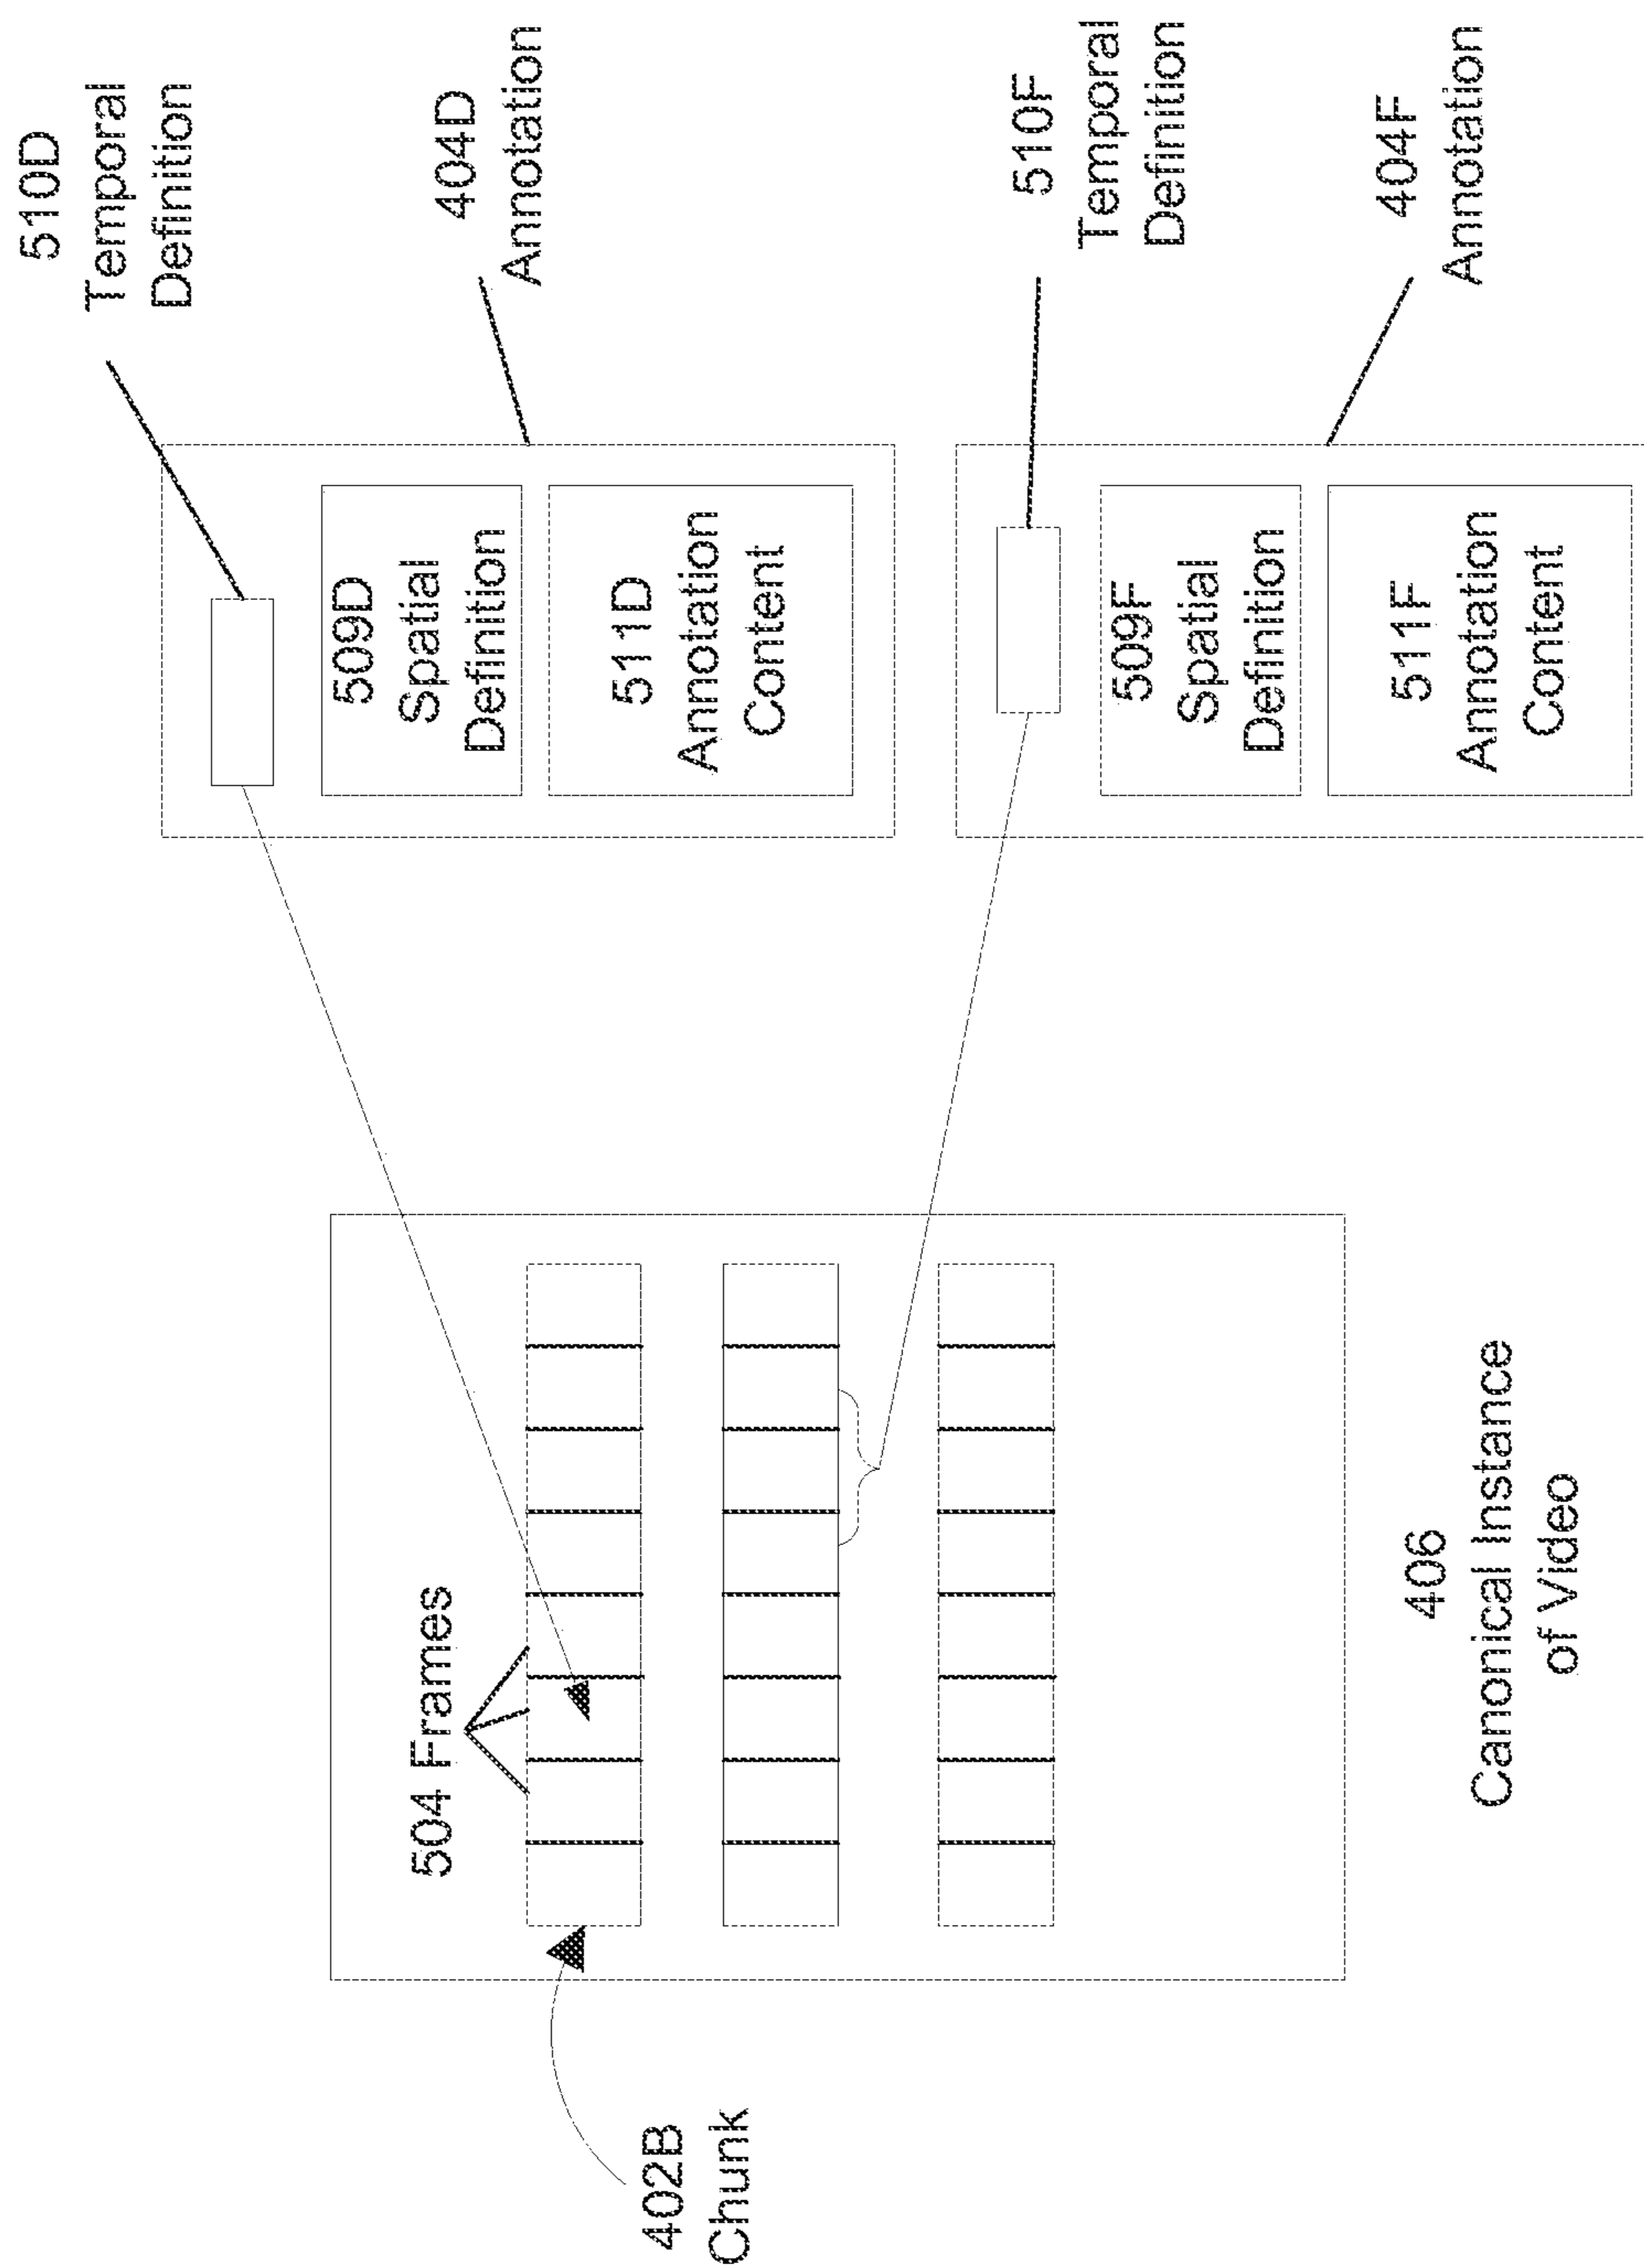 510D
Temporal
Definition
404D
Annotation
509D
Spatial
Definition
511D
Annotation
Content
510F
Temporal
Definition
404F
Annotation
509F
Spatial
Definition
511F
Annotation
Content
504 Frames
402B
Chunk
406
Canonical Instance
of Video